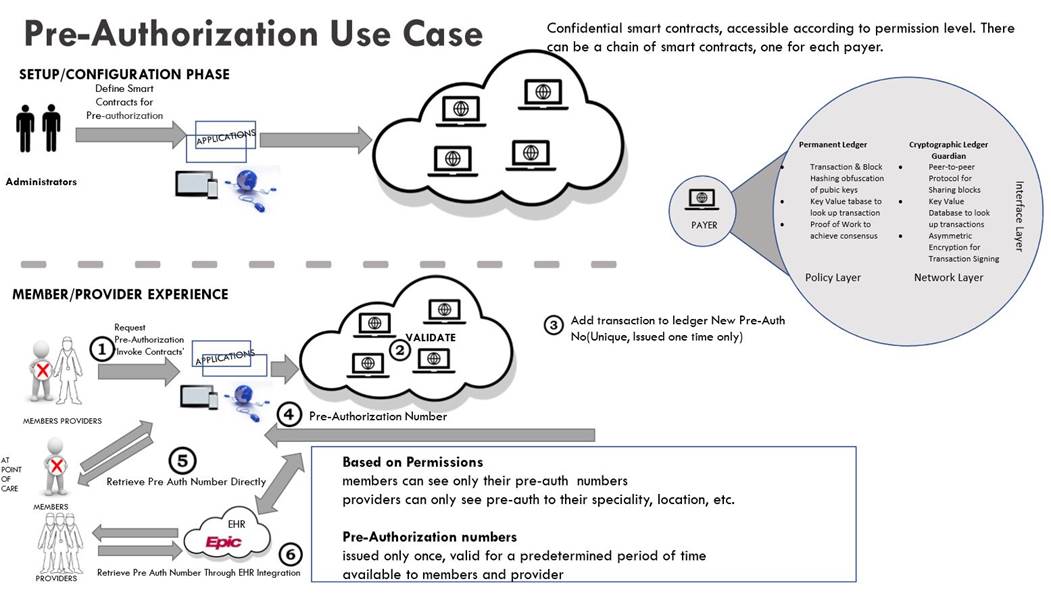 Pre-Authorization Use Case
Confidential smart contracts, accessible according to permission level. There
can be a chain of smart contracts, one for each payer.
SETUP/CONFIGURATION PHASE
Define Smart
Contracts for
Pre-authorization
APPLICATIONS
Administrators
PAYER
Permanent Ledger
• Transaction & Block
Hashing obfuscation
of pubic keys
• Key Value tabase to
look up transaction
• Proof of Work to
achieve consensus
Policy Layer
Cryptographic Ledger
Guardian
• Peer-to-peer
Protocol for
Sharing blocks
• Key Value
Database to look
up transactions
• Asymmetric
Encryption for
Transaction Signing
Network Layer
Interface Layer
MEMBER/PROVIDER EXPERIENCE
1
Request
Pre-Authorization
'Invoke Contracts'
APPLICATIONS
2
VALIDATE
3
Add transaction to ledger New Pre-Auth
No(Unique, Issued one time only)
MEMBERS PROVIDERS
4
Pre-Authorization Number
AT
POINT
OF
CARE
MEMBERS
5
Retrieve Pre Auth Number Directly
EHR
Epic
PROVIDERS
6
Retrieve Pre Auth Number Through EHR Integration
Based on Permissions
members can see only their pre-auth numbers
providers can only see pre-auth to their speciality, location, etc.
Pre-Authorization numbers
issued only once, valid for a predetermined period of time
available to members and provider